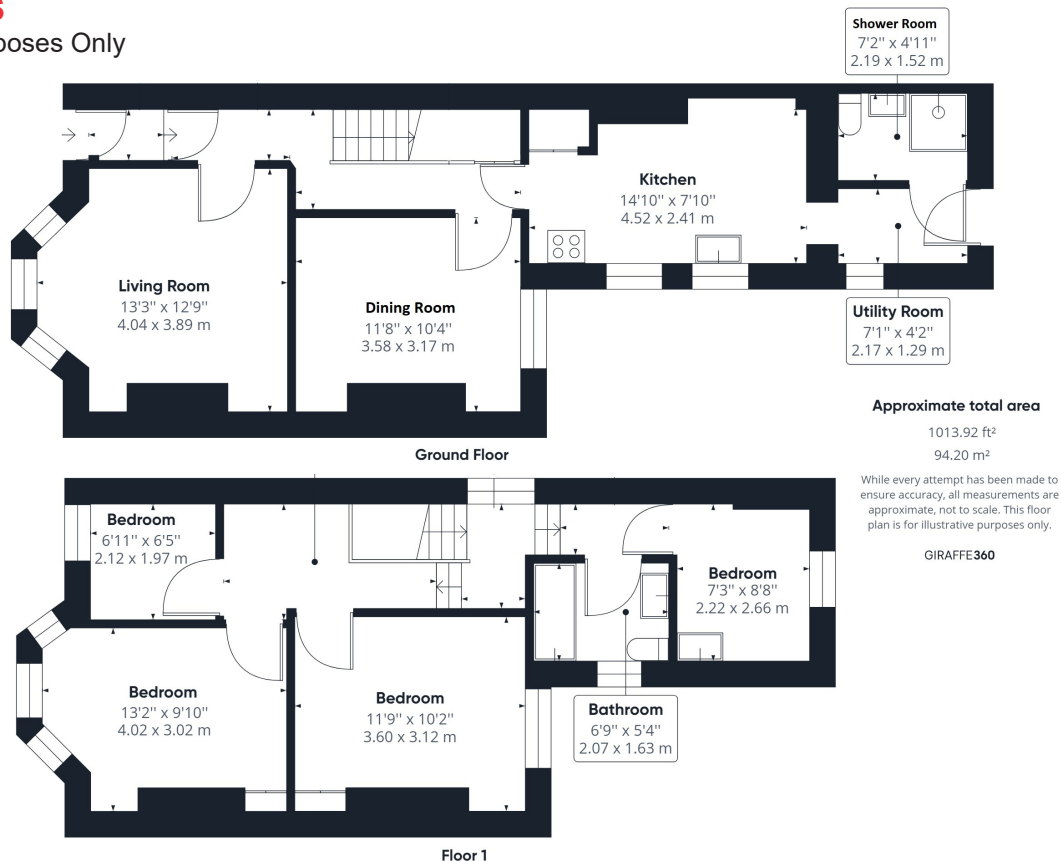 poses Only
Shower Room
7'2" x 4'11"
2.19 x 1.52 m
Kitchen
14'10" x 7'10"
4.52 x 2.41 m
Living Room
13'3" x 12'9"
4.04 x 3.89 m
Dining Room
11'8" x 10'4"
3.58 x 3.17 m
Utility Room
7'1" x 4'2"
2.17 x 1.29 m
Ground Floor
Approximate total area
1013.92 ft²
94.20 m²
While every attempt has been made to
ensure accuracy, all measurements are
approximate, not to scale. This floor
plan is for illustrative purposes only.
GIRAFFE360
Bedroom
6'11" x 6'5"
2.12 x 1.97 m
Bedroom
7'3" x 8'8"
2.22 x 2.66 m
Bedroom
13'2" x 9'10"
4.02 x 3.02 m
Bedroom
11'9" x 10'2"
3.60 x 3.12 m
Bathroom
6'9" x 5'4"
2.07 x 1.63 m
Floor 1